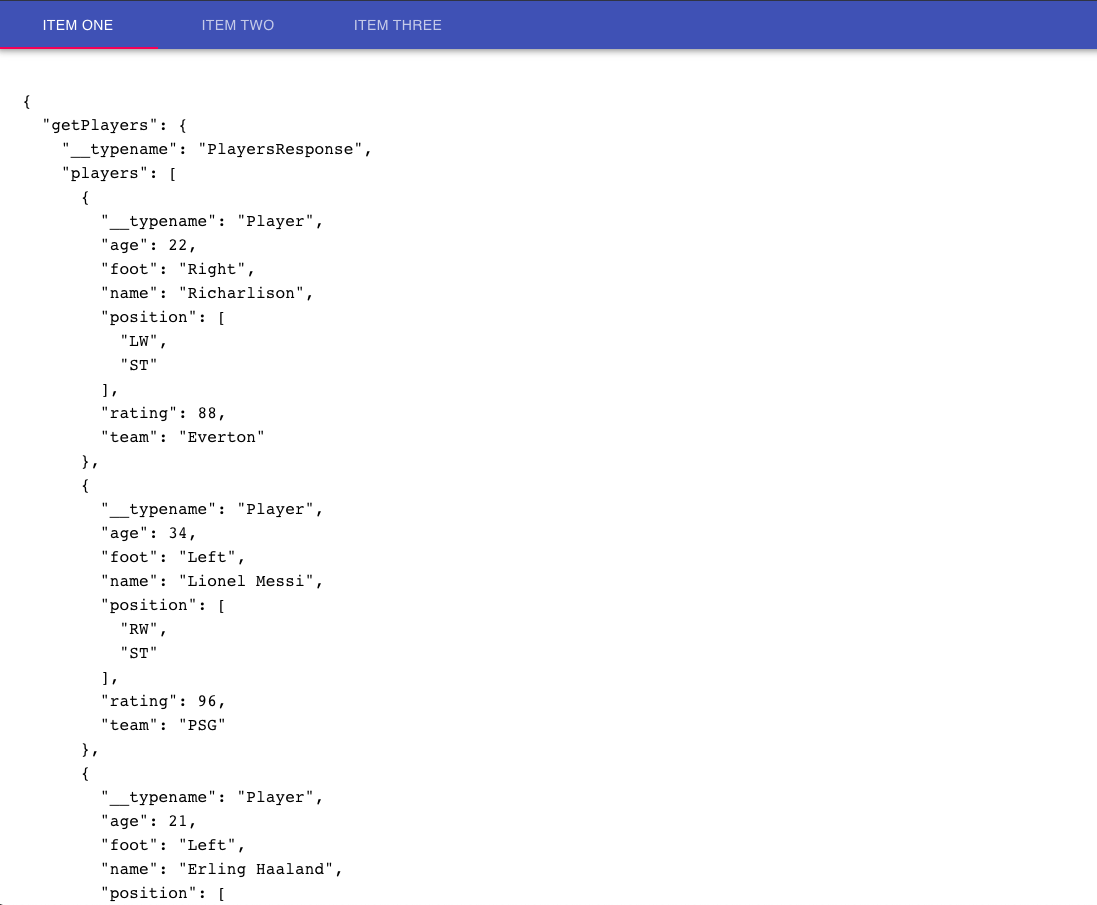 ITEM ONE ITEM TWO ITEM THREE
{
  "getPlayers": {
    "__typename": "PlayersResponse",
    "players": [
      {
        "__typename": "Player",
        "age": 22,
        "foot": "Right",
        "name": "Richarlison",
        "position": [
          "LW",
          "ST"
        ],
        "rating": 88,
        "team": "Everton"
      },
      {
        "__typename": "Player",
        "age": 34,
        "foot": "Left",
        "name": "Lionel Messi",
        "position": [
          "RW",
          "ST"
        ],
        "rating": 96,
        "team": "PSG"
      },
      {
        "__typename": "Player",
        "age": 21,
        "foot": "Left",
        "name": "Erling Haaland",
        "position": [